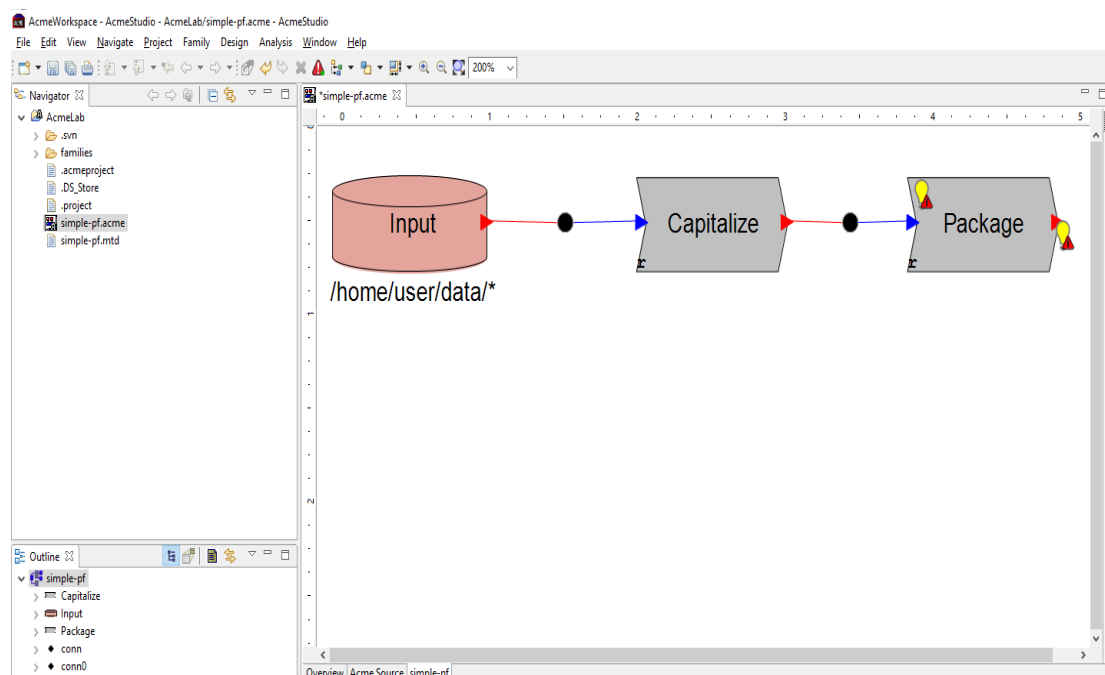 AcmeWorkspace - AcmeStudio - AcmeLab/simple-pf.acme - AcmeStudio
File Edit View Navigate Project Family Design Analysis Window Help
200%
Navigator
AcmeLab
.svn
families
.acmeproject
.DS_Store
.project
simple-pf.acme
simple-pf.mtd
*simple-pf.acme
0 1 2 3 4 5
Input Capitalize Package
r r
/home/user/data/*
1
2
Outline
simple-pf
Capitalize
Input
Package
conn
conn0
Overview Acme Source simple-pf